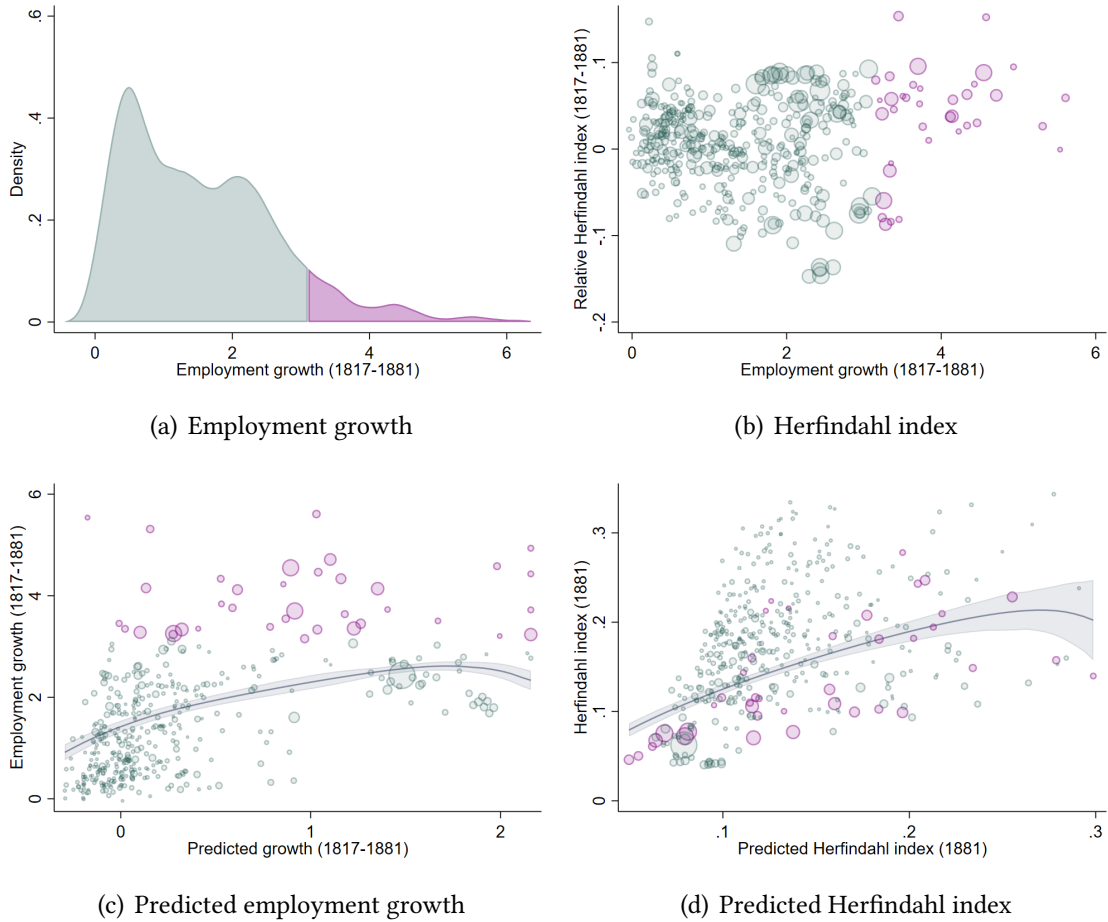 .6
.4
.2
0
Density
0 2 4 6
Employment growth (1817-1881)
(a) Employment growth
.1
0
-.1
-.2
Relative Herfindahl index (1817-1881)
0 2 4 6
Employment growth (1817-1881)
(b) Herfindahl index
6
4
2
0
Employment growth (1817-1881)
0 1 2
Predicted growth (1817-1881)
(c) Predicted employment growth
.3
.2
.1
0
Herfindahl index (1881)
.1 .2 .3
Predicted Herfindahl index (1881)
(d) Predicted Herfindahl index